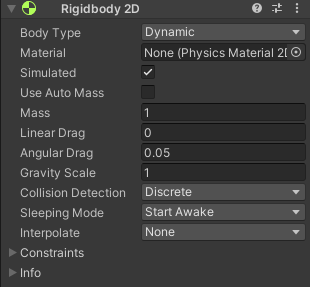 Rigidbody 2D
Body Type Dynamic
Material None (Physics Material 2D
Simulated
Use Auto Mass
Mass 1
Linear Drag 0
Angular Drag 0.05
Gravity Scale 1
Collision Detection Discrete
Sleeping Mode Start Awake
Interpolate None
Constraints
Info